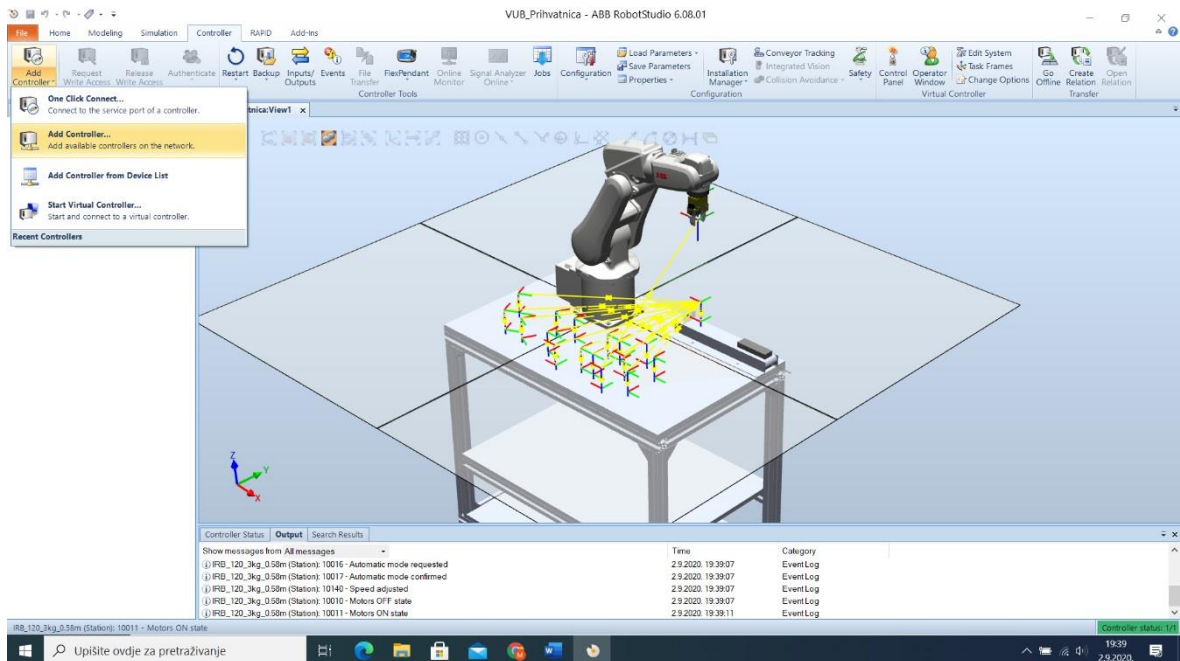 VUB_Prihvatnica - ABB RobotStudio 6.08.01
File Home Modeling Simulation Controller RAPID Add-Ins
Add Controller Request Write Access Release Write Access Authenticate Restart Backup Inputs/ Outputs Events File Transfer FlexPendant Online Monitor Signal Analyzer Online Jobs Configuration Load Parameters Save Parameters Properties Installation Manager Conveyor Tracking Integrated Vision Collision Avoidance Safety Control Panel Operator Window Edit System Task Frames Change Options Go Offline Create Relation Open Relation
Controller Tools Configuration Virtual Controller Transfer
One Click Connect...
Connect to the service port of a controller.
Add Controller...
Add available controllers on the network.
Add Controller from Device List
Start Virtual Controller...
Start and connect to a virtual controller.
Recent Controllers
tnica:View1 x
ABB
Z
Y
X
Controller Status Output Search Results
Show messages from All messages Time Category
IRB_120_3kg_0.58m (Station): 10016 - Automatic mode requested 2.9.2020. 19:39:07 Event Log
IRB_120_3kg_0.58m (Station): 10017 - Automatic mode confirmed 2.9.2020. 19:39:07 Event Log
IRB_120_3kg_0.58m (Station): 10140 - Speed adjusted 2.9.2020. 19:39:07 Event Log
IRB_120_3kg_0.58m (Station): 10010 - Motors OFF state 2.9.2020. 19:39:07 Event Log
IRB_120_3kg_0.58m (Station): 10011 - Motors ON state 2.9.2020. 19:39:11 Event Log
IRB_120_3kg_0.58m (Station): 10011 - Motors ON state Controller status: 1/1
Upišite ovdje za pretraživanje 19:39
2.9.2020.